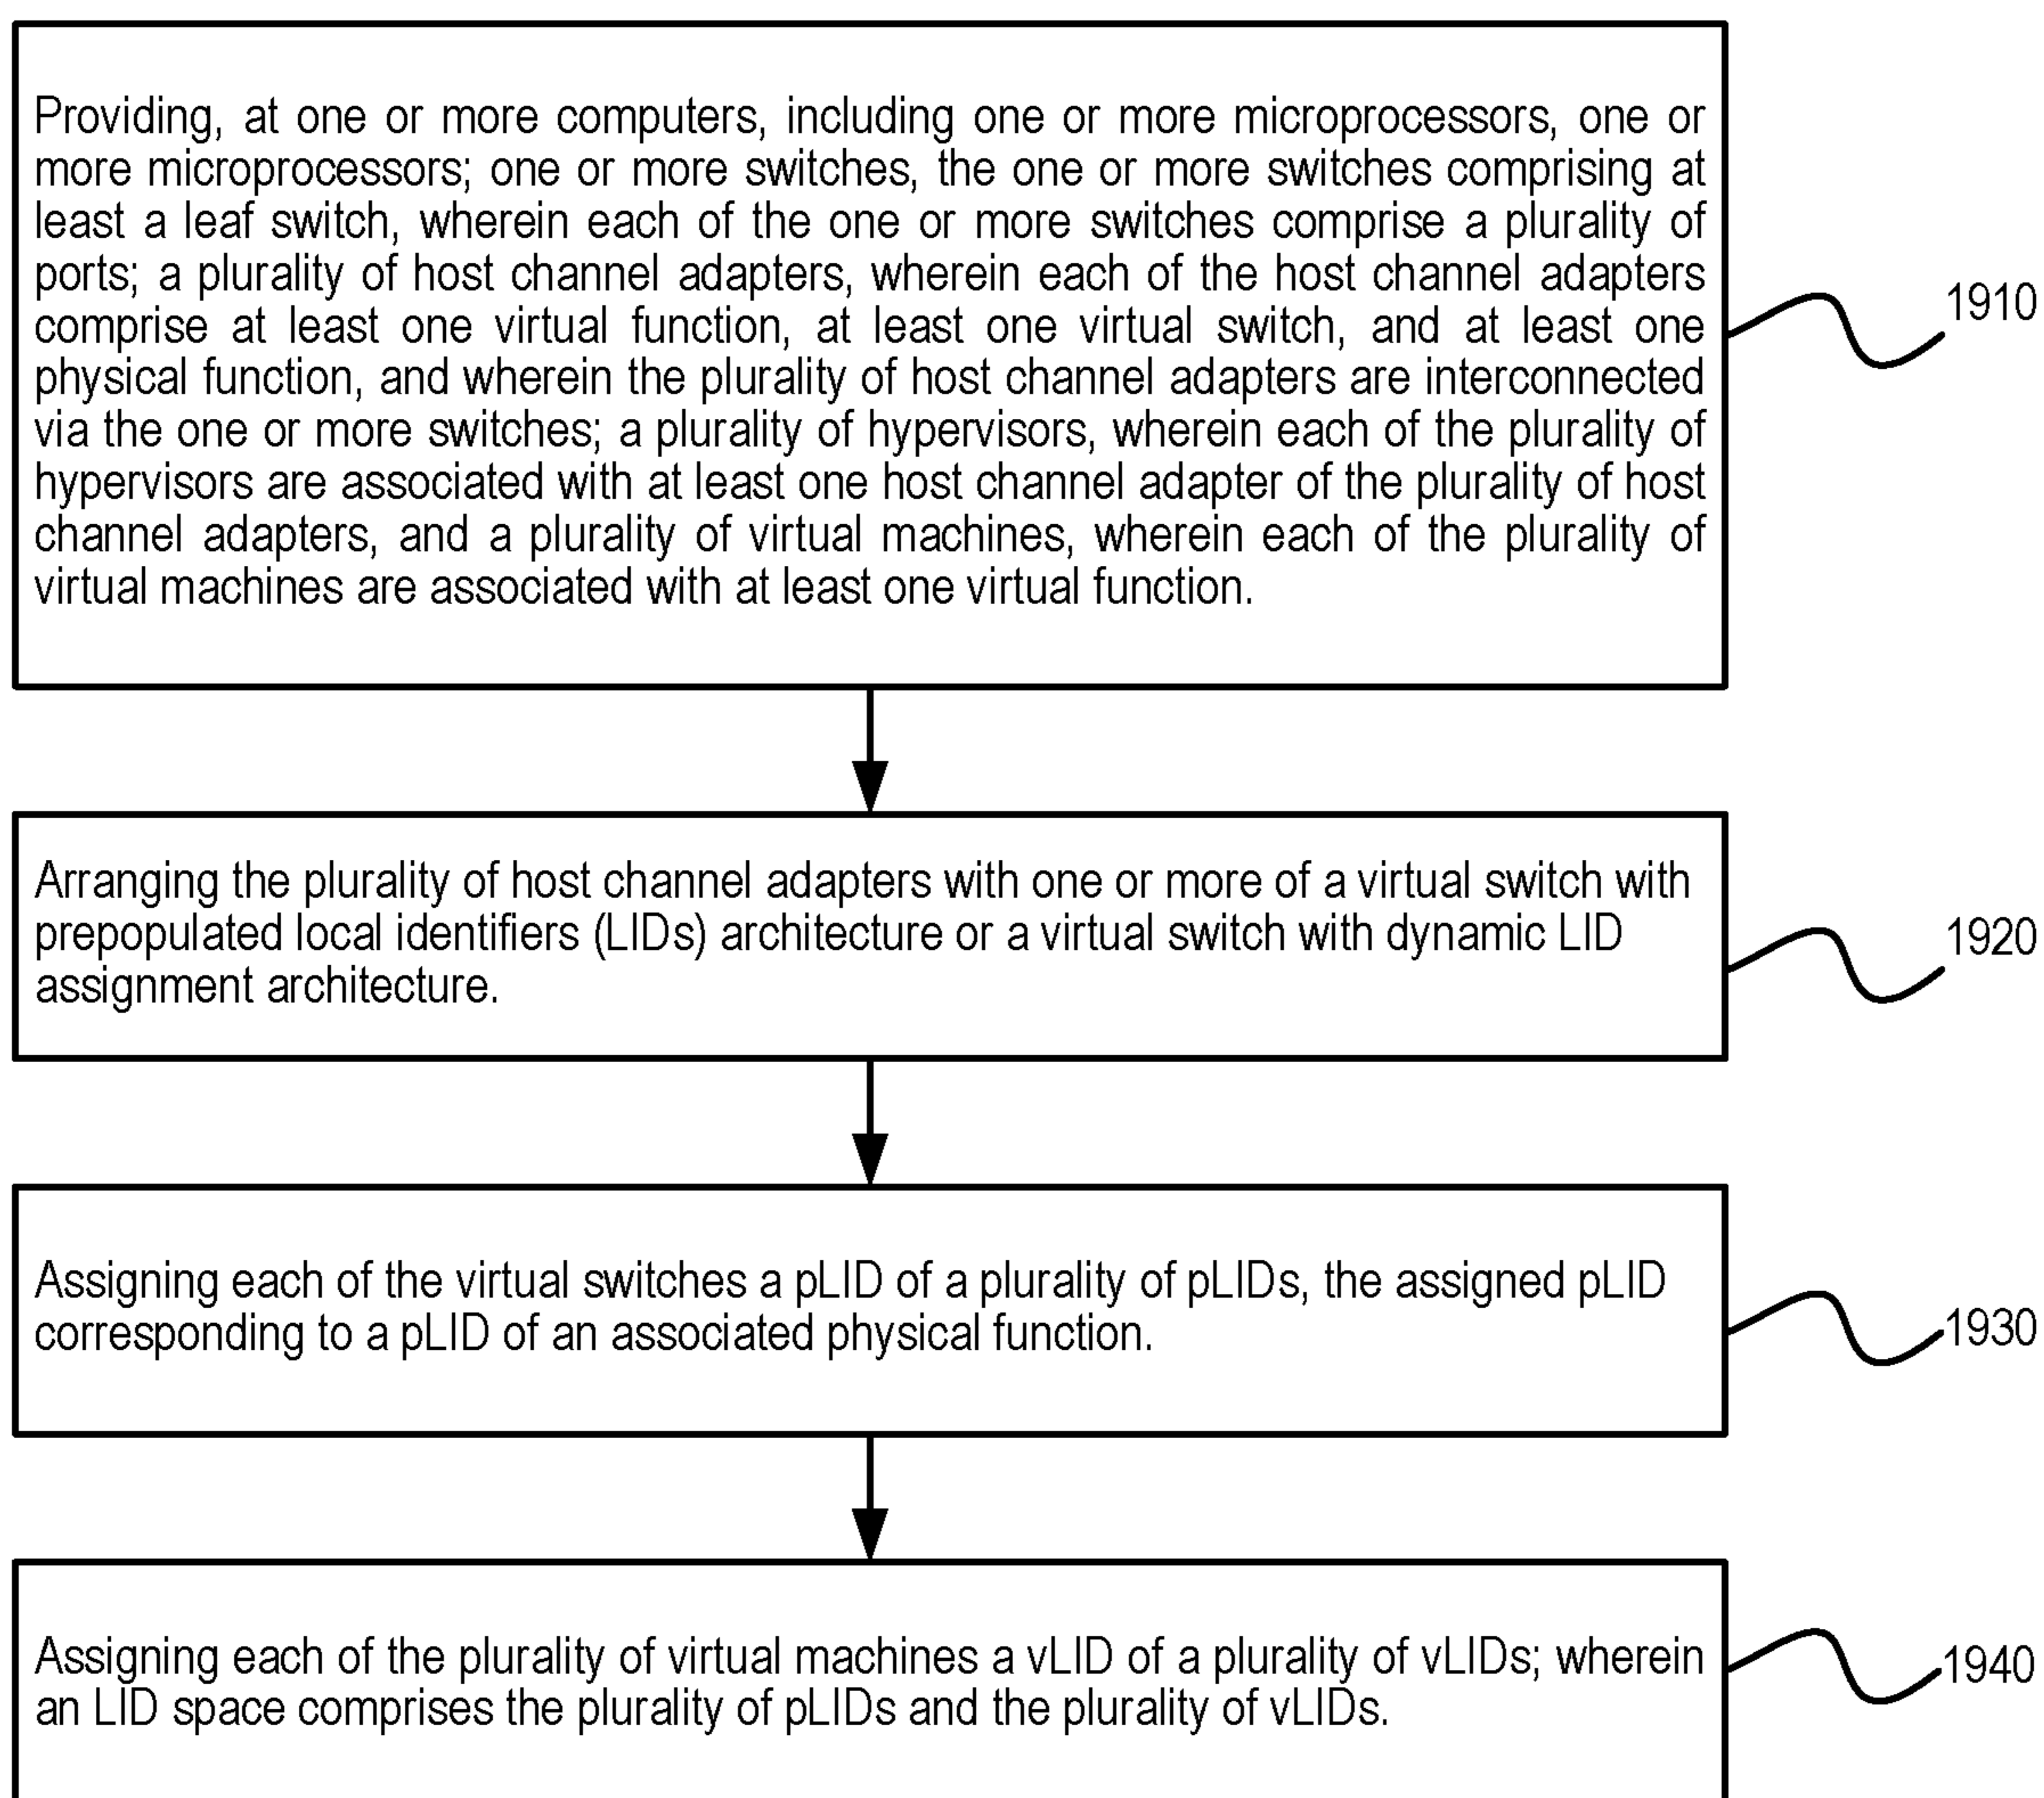 Providing, at one or more computers, including one or more microprocessors, one or
more microprocessors; one or more switches, the one or more switches comprising at
least a leaf switch, wherein each of the one or more switches comprise a plurality of
ports; a plurality of host channel adapters, wherein each of the host channel adapters
comprise at least one virtual function, at least one virtual switch, and at least one
physical function, and wherein the plurality of host channel adapters are interconnected
via the one or more switches; a plurality of hypervisors, wherein each of the plurality of
hypervisors are associated with at least one host channel adapter of the plurality of host
channel adapters, and a plurality of virtual machines, wherein each of the plurality of
virtual machines are associated with at least one virtual function.
1910
Arranging the plurality of host channel adapters with one or more of a virtual switch with
prepopulated local identifiers (LIDs) architecture or a virtual switch with dynamic LID
assignment architecture.
1920
Assigning each of the virtual switches a pLID of a plurality of pLIDs, the assigned pLID
corresponding to a pLID of an associated physical function.
1930
Assigning each of the plurality of virtual machines a vLID of a plurality of vLIDs; wherein
an LID space comprises the plurality of pLIDs and the plurality of vLIDs.
1940